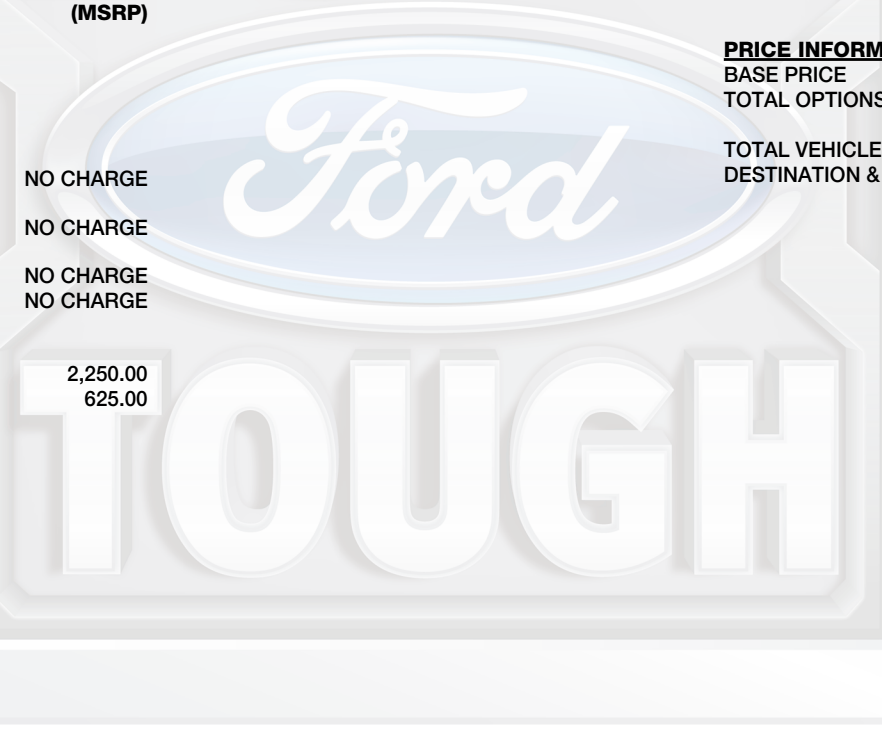 (MSRP)
NO CHARGE
NO CHARGE
NO CHARGE
NO CHARGE
2,250.00
625.00
PRICE INFORM
BASE PRICE
TOTAL OPTIONS
TOTAL VEHICLE
DESTINATION &
Ford
TOUGH